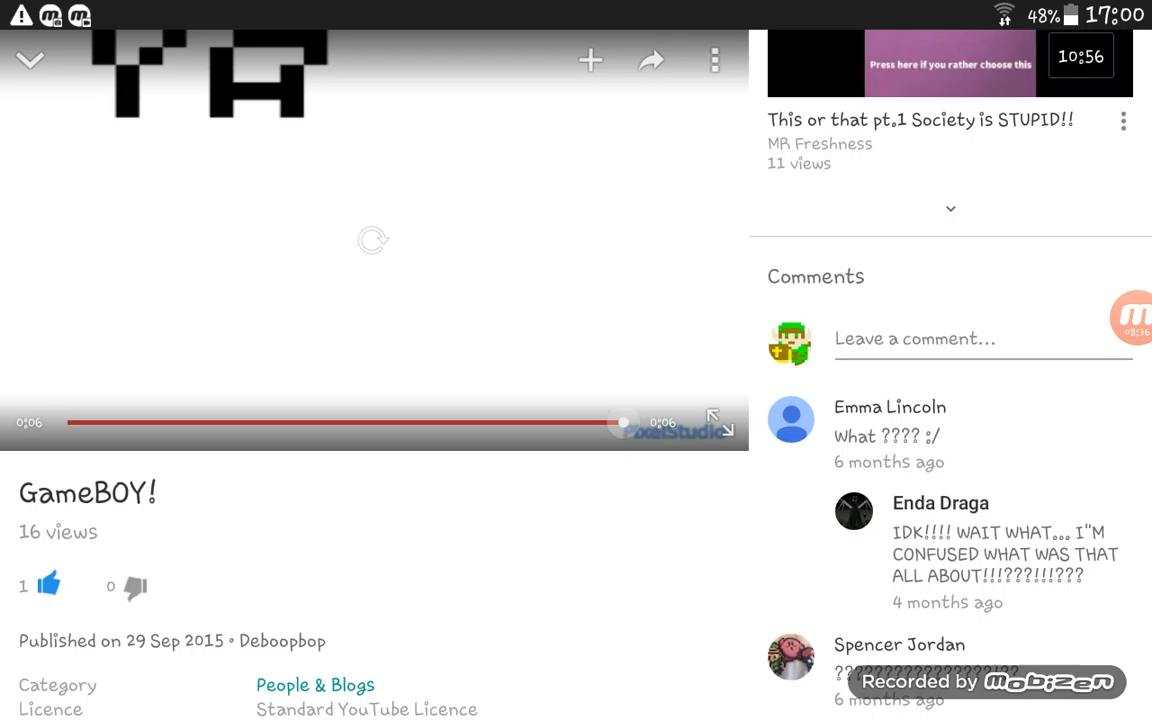 48% 17:00
YA
Press here if you rather choose this
10:56
This or that pt.1 Society is STUPID!!
MR Freshness
11 views
Comments
Leave a comment...
08:36
Emma Lincoln
What ???? :/
6 months ago
Enda Draga
IDK!!!! WAIT WHAT... I"M
CONFUSED WHAT WAS THAT
ALL ABOUT!!!???!!!???
4 months ago
Spencer Jordan
6 months ago
Recorded by mobizen
0:06
0:06
PixelStudio
GameBOY!
16 views
1
0
Published on 29 Sep 2015 • Deboopbop
Category People & Blogs
Licence Standard YouTube Licence